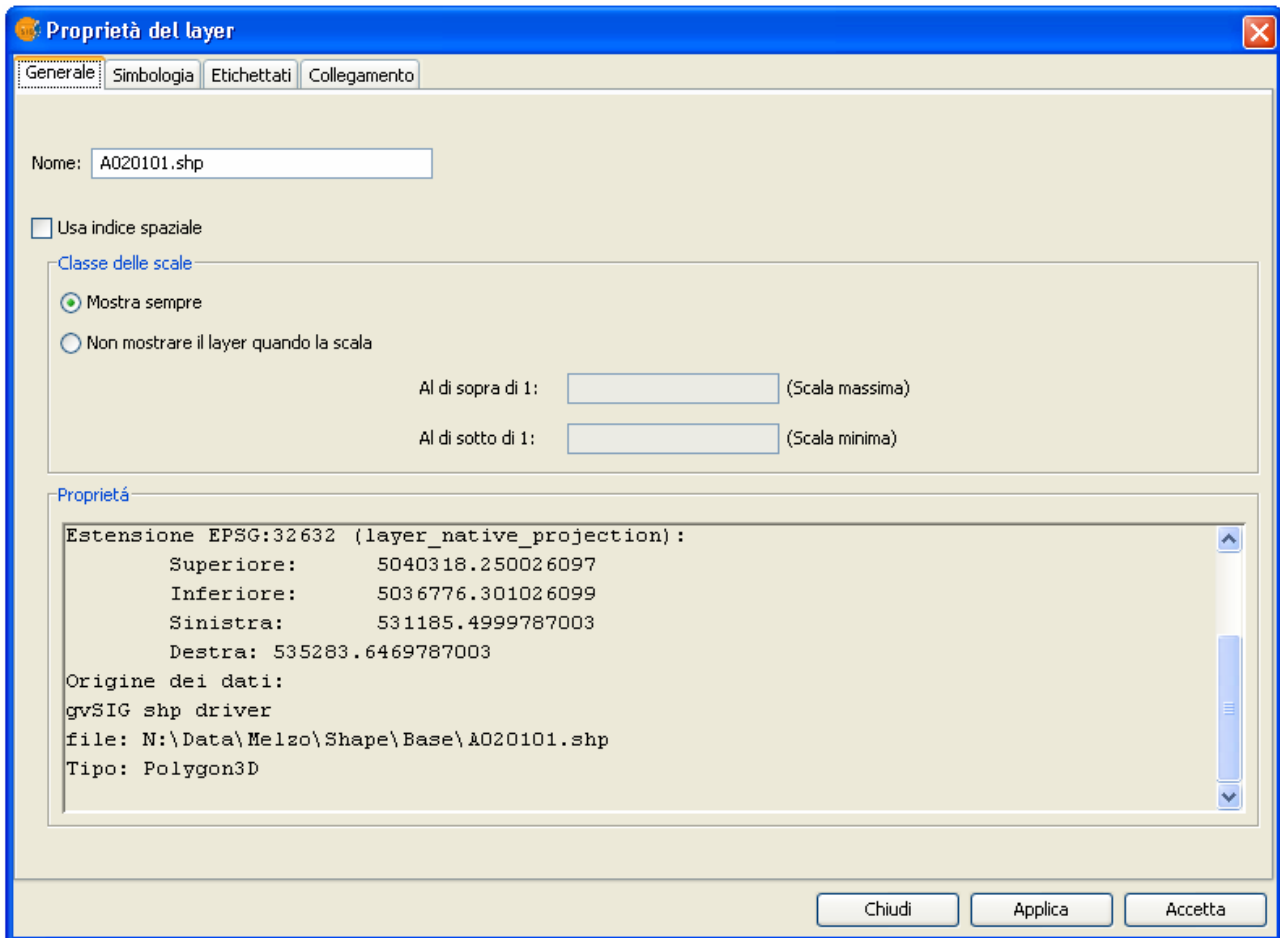 Proprietà del layer
Generale Simbologia Etichettati Collegamento
Nome: A020101.shp
Usa indice spaziale
Classe delle scale
Mostra sempre
Non mostrare il layer quando la scala
Al di sopra di 1: (Scala massima)
Al di sotto di 1: (Scala minima)
Proprietá
Estensione EPSG:32632 (layer_native_projection):
Superiore: 5040318.250026097
Inferiore: 5036776.301026099
Sinistra: 531185.4999787003
Destra: 535283.6469787003
Origine dei dati:
gvSIG shp driver
file: N:\Data\Melzo\Shape\Base\A020101.shp
Tipo: Polygon3D
Chiudi Applica Accetta